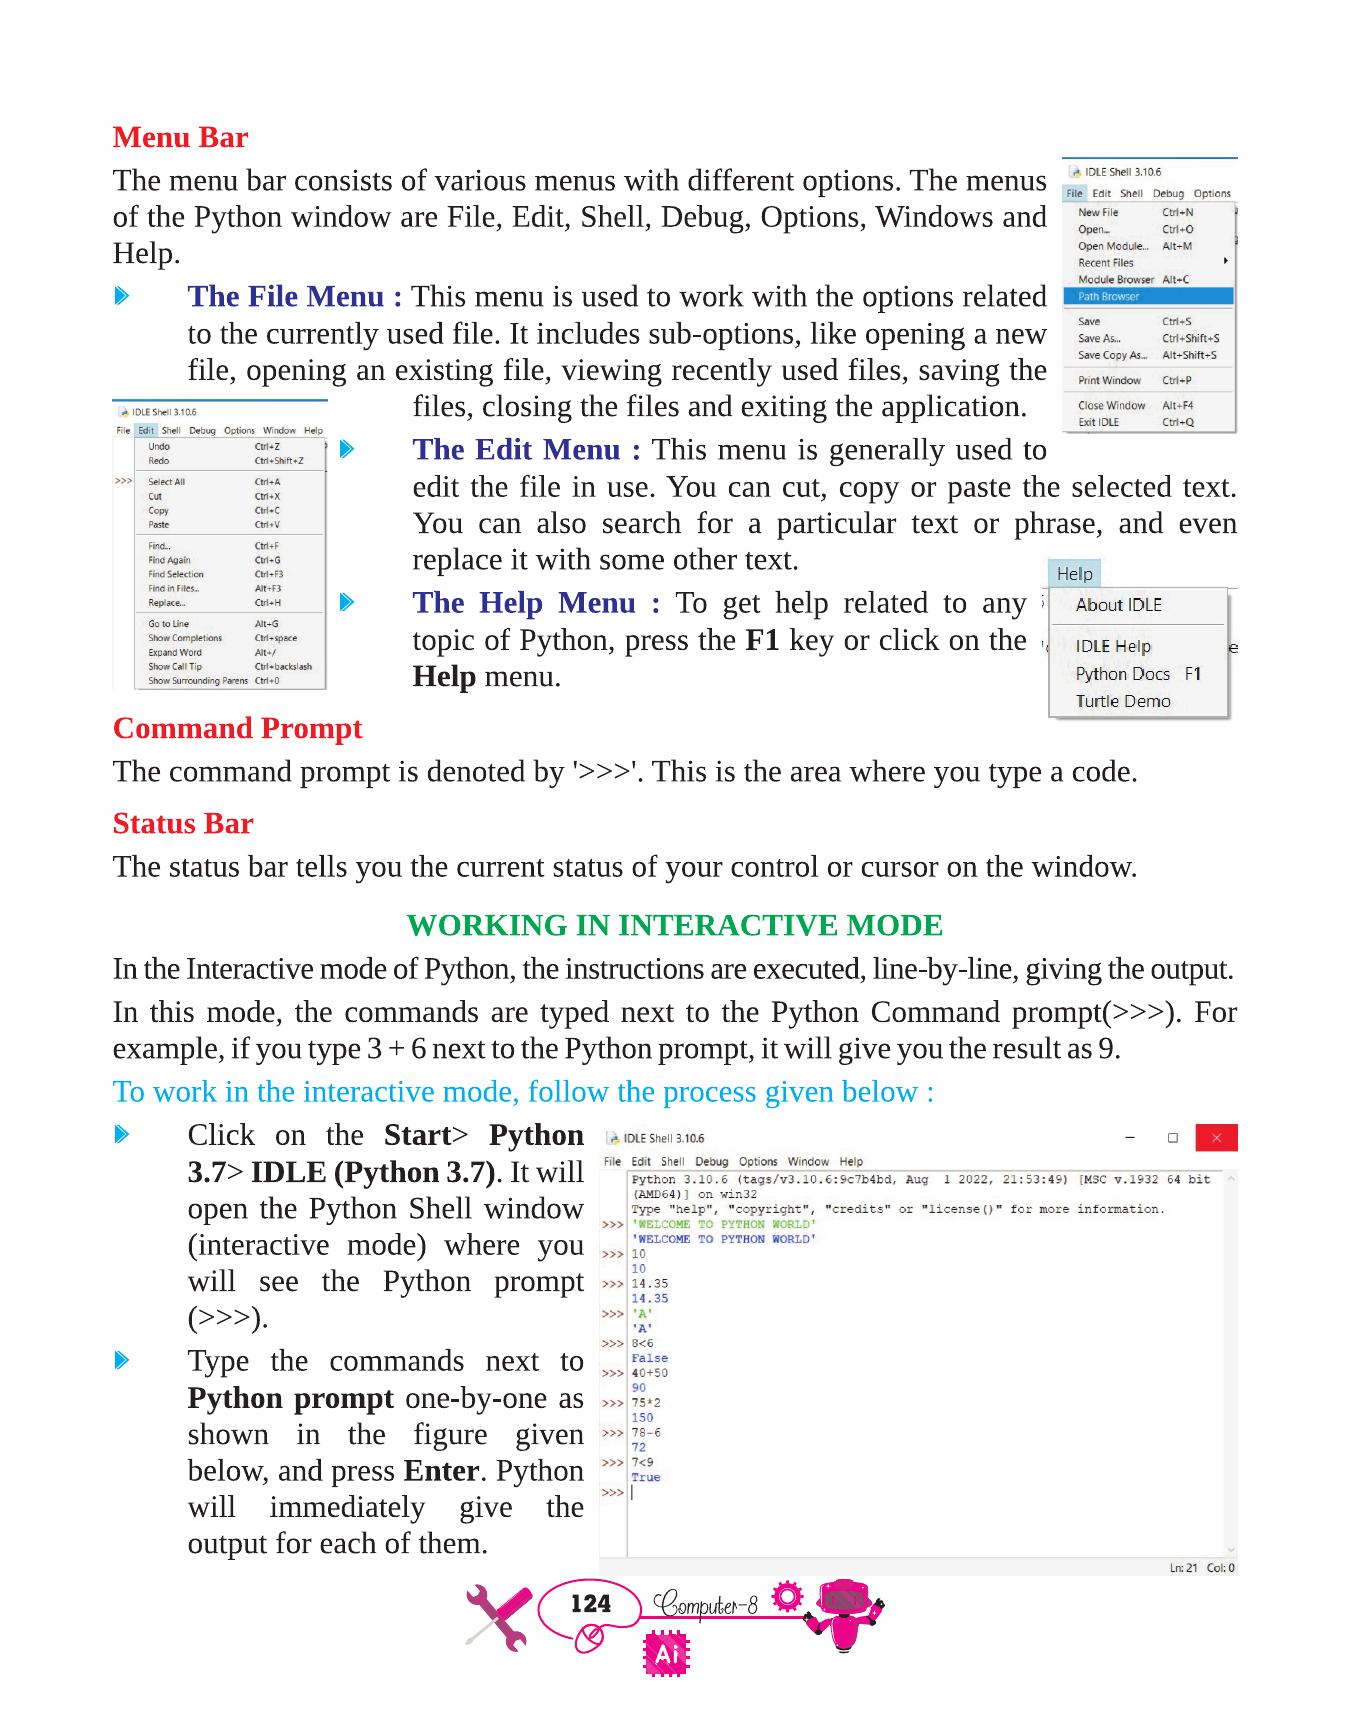 Menu Bar
The menu bar consists of various menus with different options. The menus
of the Python window are File, Edit, Shell, Debug, Options, Windows and
Help.
The File Menu : This menu is used to work with the options related
to the currently used file. It includes sub-options, like opening a new
file, opening an existing file, viewing recently used files, saving the
files, closing the files and exiting the application.
IDLE Shell 3.10.6
File Edit Shell Debug Options
New File Ctrl+N
Open... Ctrl+O
Open Module... Alt+M
Recent Files
Module Browser Alt+C
Path Browser
Save Ctrl+S
Save As... Ctrl+Shift+S
Save Copy As... Alt+Shift+S
Print Window Ctrl+P
Close Window Alt+F4
Exit IDLE Ctrl+Q
IDLE Shell 3.10.6
File Edit Shell Debug Options Window Help
Undo Ctrl+Z
Redo Ctrl+Shift+Z
>>>
Select All Ctrl+A
Cut Ctrl+X
Copy Ctrl+C
Paste Ctrl+V
Find... Ctrl+F
Find Again Ctrl+G
Find Selection Ctrl+F3
Find in Files... Alt+F3
Replace... Ctrl+H
Go to Line Alt+G
Show Completions Ctrl+space
Expand Word Alt+/
Show Call Tip Ctrl+backslash
Show Surrounding Parens Ctrl+0
The Edit Menu : This menu is generally used to
edit the file in use. You can cut, copy or paste the selected text.
You can also search for a particular text or phrase, and even
replace it with some other text.
The Help Menu : To get help related to any
topic of Python, press the F1 key or click on the
Help menu.
Help
About IDLE
IDLE Help
Python Docs F1
Turtle Demo
Command Prompt
The command prompt is denoted by '>>>'. This is the area where you type a code.
Status Bar
The status bar tells you the current status of your control or cursor on the window.
WORKING IN INTERACTIVE MODE
In the Interactive mode of Python, the instructions are executed, line-by-line, giving the output.
In this mode, the commands are typed next to the Python Command prompt(>>>). For
example, if you type 3 + 6 next to the Python prompt, it will give you the result as 9.
To work in the interactive mode, follow the process given below :
Click on the Start> Python
3.7> IDLE (Python 3.7). It will
open the Python Shell window
(interactive mode) where you
will see the Python prompt
(>>>).
Type the commands next to
Python prompt one-by-one as
shown in the figure given
below, and press Enter. Python
will immediately give the
output for each of them.
IDLE Shell 3.10.6
File Edit Shell Debug Options Window Help
Python 3.10.6 (tags/v3.10.6:9c7b4bd, Aug 1 2022, 21:53:49) [MSC v.1932 64 bit
(AMD64)] on win32
Type "help", "copyright", "credits" or "license()" for more information.
>>> 'WELCOME TO PYTHON WORLD'
'WELCOME TO PYTHON WORLD'
>>> 10
10
>>> 14.35
14.35
>>> 'A'
'A'
>>> 8<6
False
>>> 40+50
90
>>> 75*2
150
>>> 78-6
72
>>> 7<9
True
>>>
Ln: 21 Col: 0
124
Computer-8
Ai